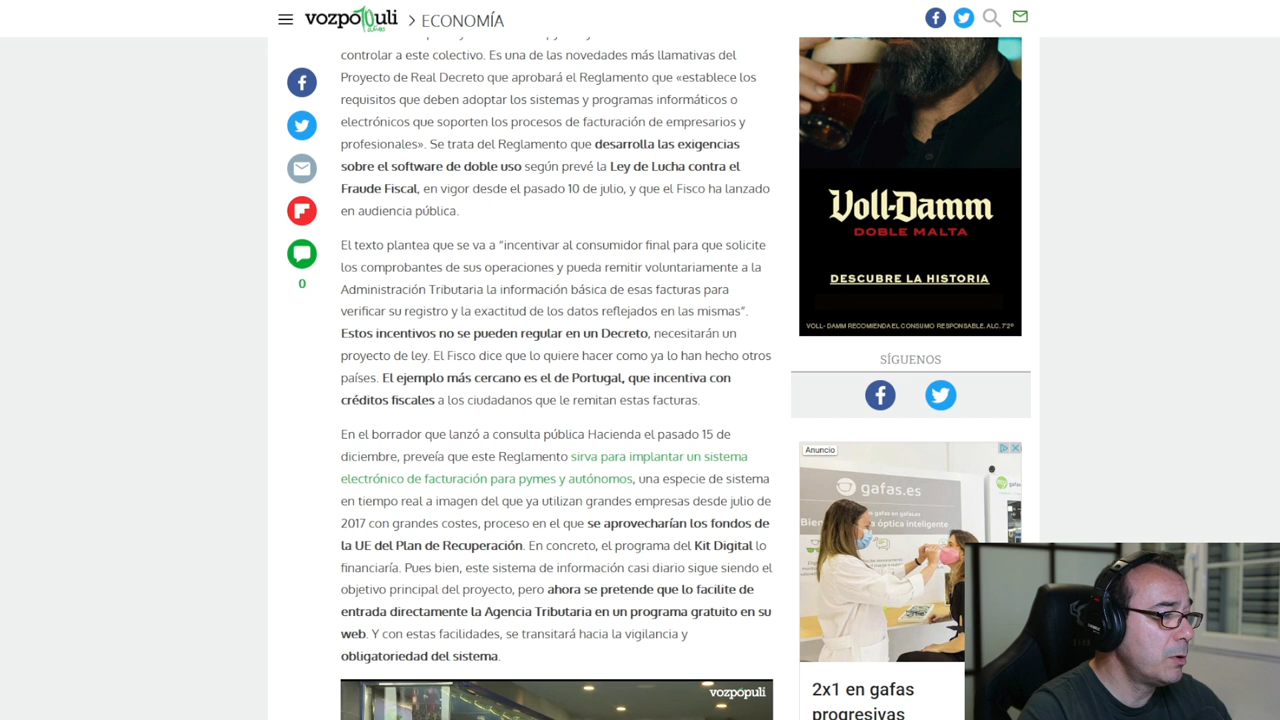 vozpópuli
10 años
ECONOMÍA
controlar a este colectivo. Es una de las novedades más llamativas del
Proyecto de Real Decreto que aprobará el Reglamento que «establece los
requisitos que deben adoptar los sistemas y programas informáticos o
electrónicos que soporten los procesos de facturación de empresarios y
profesionales». Se trata del Reglamento que desarrolla las exigencias
sobre el software de doble uso según prevé la Ley de Lucha contra el
Fraude Fiscal, en vigor desde el pasado 10 de julio, y que el Fisco ha lanzado
en audiencia pública.
0
El texto plantea que se va a “incentivar al consumidor final para que solicite
los comprobantes de sus operaciones y pueda remitir voluntariamente a la
Administración Tributaria la información básica de esas facturas para
verificar su registro y la exactitud de los datos reflejados en las mismas”.
Estos incentivos no se pueden regular en un Decreto, necesitarán un
proyecto de ley. El Fisco dice que lo quiere hacer como ya lo han hecho otros
países. El ejemplo más cercano es el de Portugal, que incentiva con
créditos fiscales a los ciudadanos que le remitan estas facturas.
En el borrador que lanzó a consulta pública Hacienda el pasado 15 de
diciembre, preveía que este Reglamento sirva para implantar un sistema
electrónico de facturación para pymes y autónomos, una especie de sistema
en tiempo real a imagen del que ya utilizan grandes empresas desde julio de
2017 con grandes costes, proceso en el que se aprovecharían los fondos de
la UE del Plan de Recuperación. En concreto, el programa del Kit Digital lo
financiaría. Pues bien, este sistema de información casi diario sigue siendo el
objetivo principal del proyecto, pero ahora se pretende que lo facilite de
entrada directamente la Agencia Tributaria en un programa gratuito en su
web. Y con estas facilidades, se transitará hacia la vigilancia y
obligatoriedad del sistema.
vozpópuli
Voll-Damm
DOBLE MALTA
DESCUBRE LA HISTORIA
VOLL-DAMM RECOMIENDA EL CONSUMO RESPONSABLE. ALC. 7'2º
SÍGUENOS
Anuncio
gafas.es
óptica inteligente
2x1 en gafas
progresivas